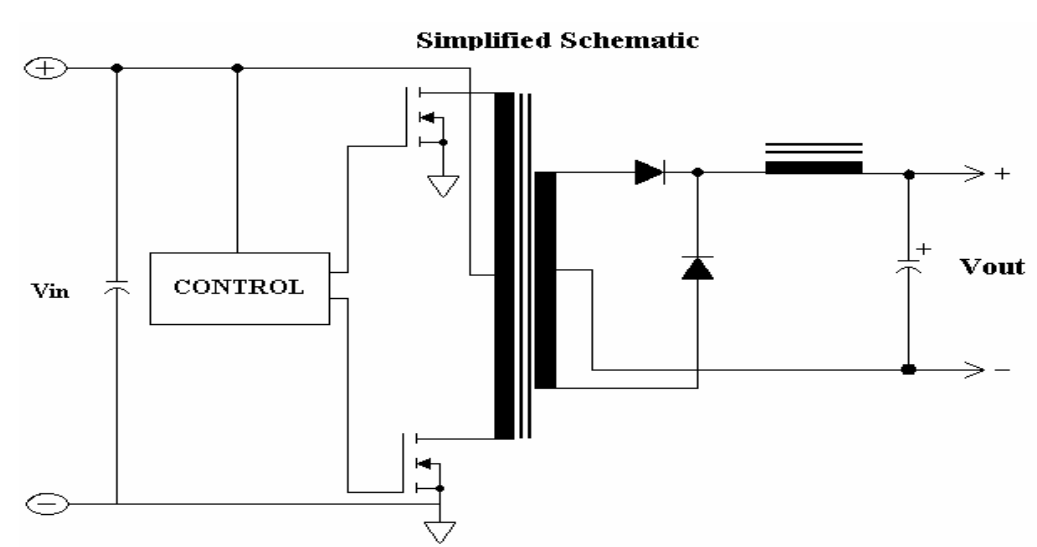 Simplified Schematic
+
+
+
Vin
CONTROL
Vout
−
−